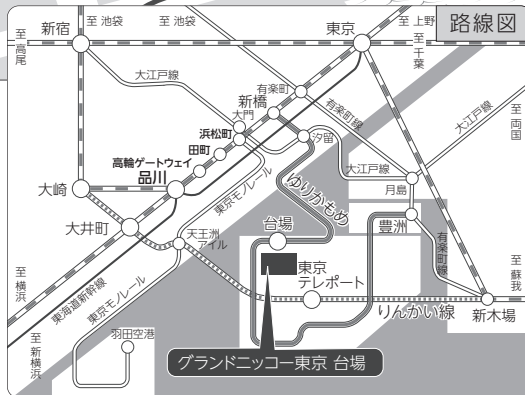 路線図
至池袋
至池袋
至上野
至高尾
新宿
東京
至千葉
大江戸線
有楽町
新橋
大門
有楽町線
至両国
大江戸線
浜松町
汐留
田町
高輪ゲートウェイ
品川
大江戸線
月島
大崎
東京モノレール
ゆりかもめ
台場
豊洲
大井町
天王洲
アイル
有楽町線
東京
テレポート
至横浜
東海道新幹線
東京モノレール
りんかい線
至蘇我
新木場
至新横浜
羽田空港
グランドニッコー東京 台場